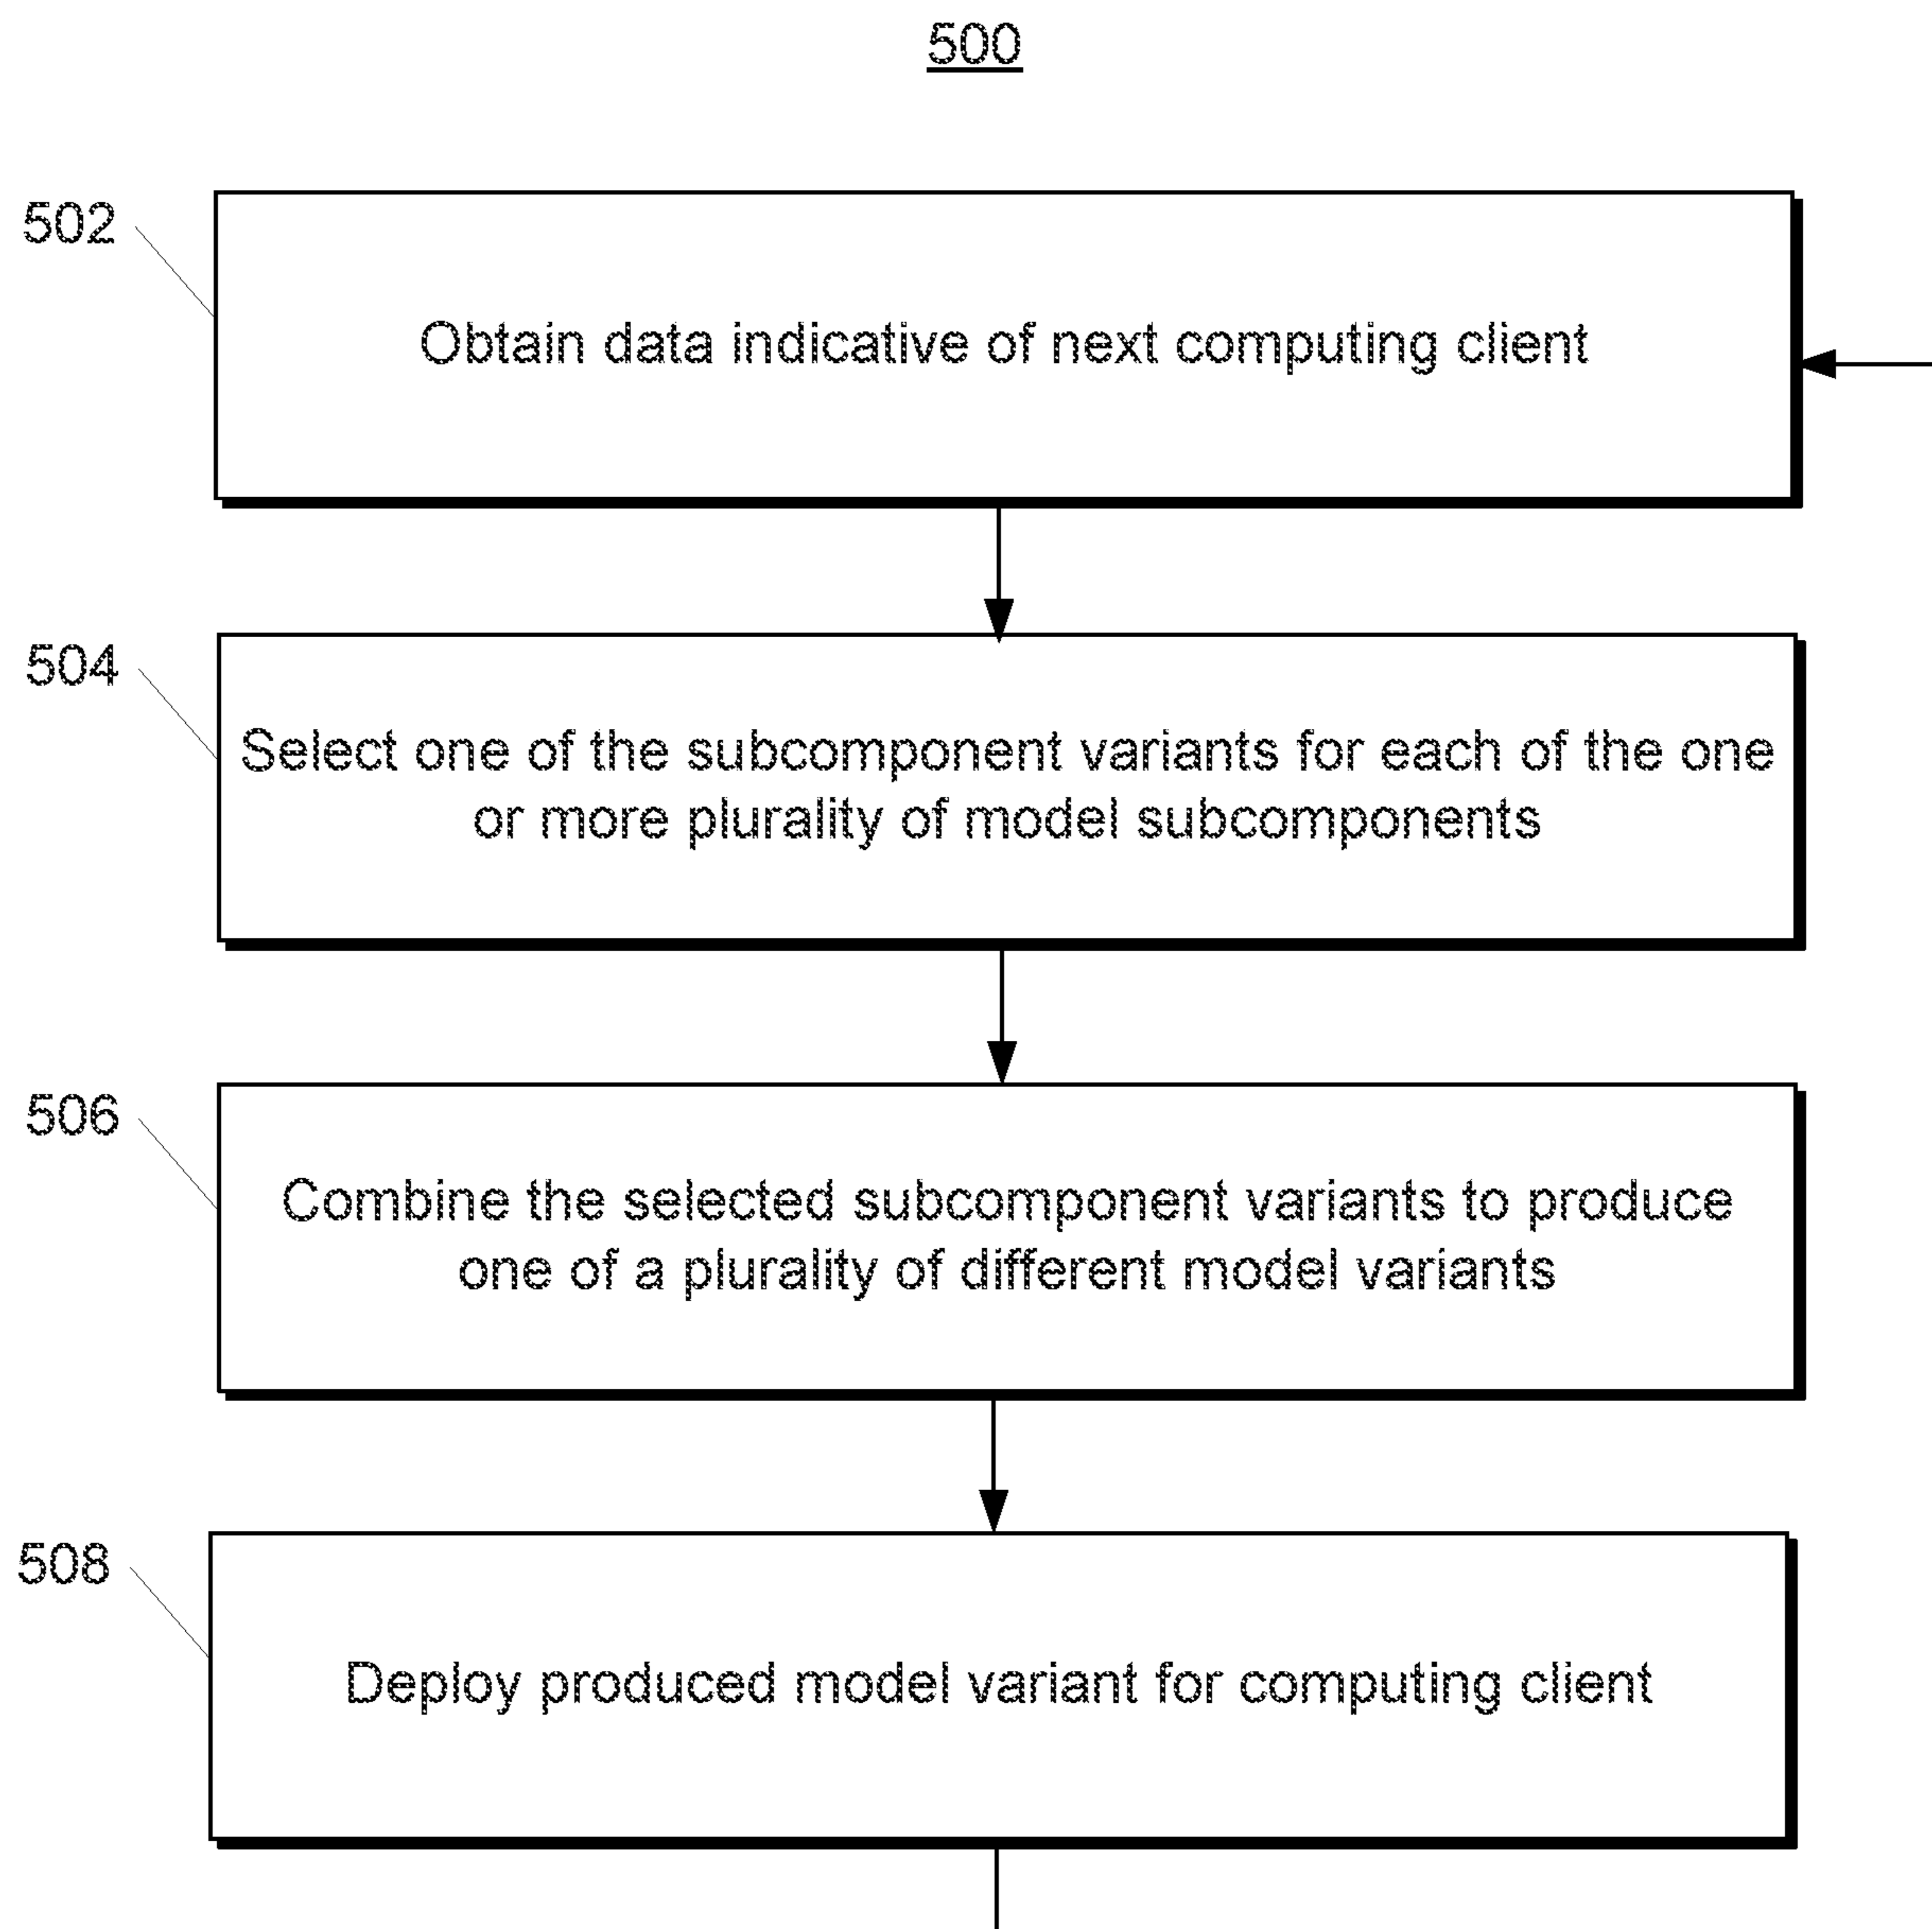 500
502
Obtain data indicative of next computing client
504
Select one of the subcomponent variants for each of the one
or more plurality of model subcomponents
506
Combine the selected subcomponent variants to produce
one of a plurality of different model variants
508
Deploy produced model variant for computing client